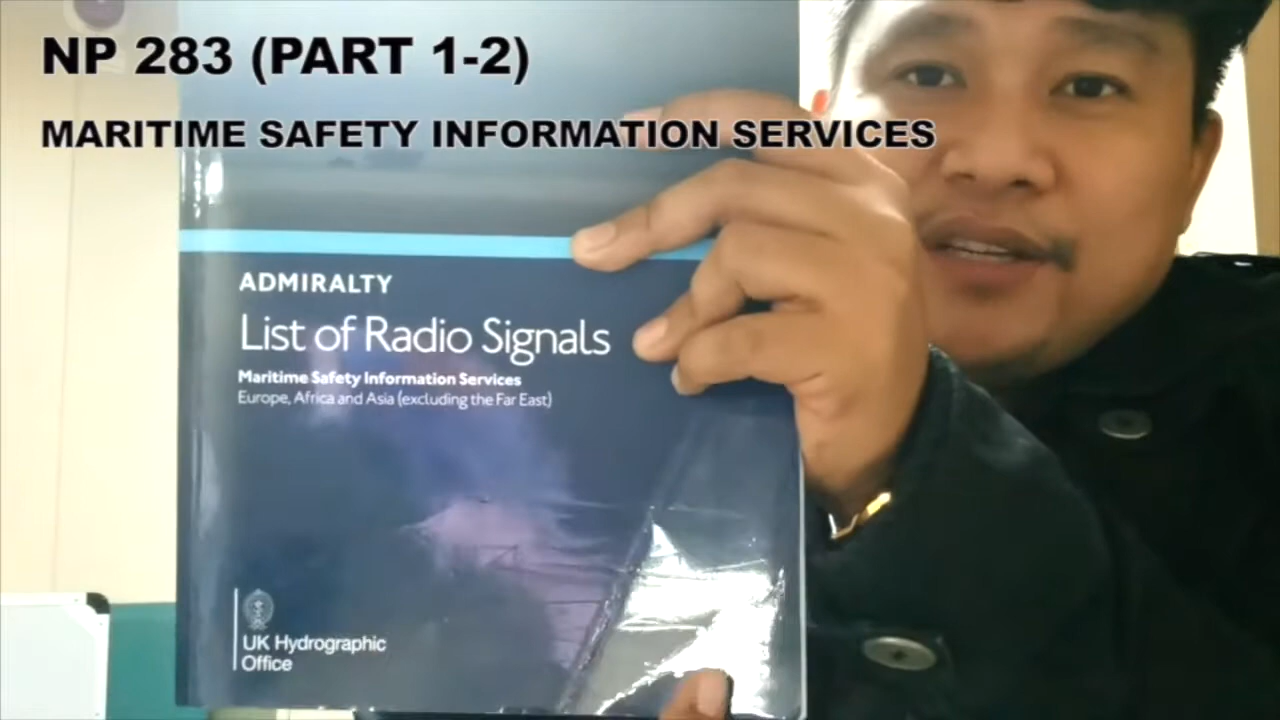 NP 283 (PART 1-2)
MARITIME SAFETY INFORMATION SERVICES
ADMIRALTY
List of Radio Signals
Maritime Safety Information Services
Europe, Africa and Asia (excluding the Far East)
UK Hydrographic
Office